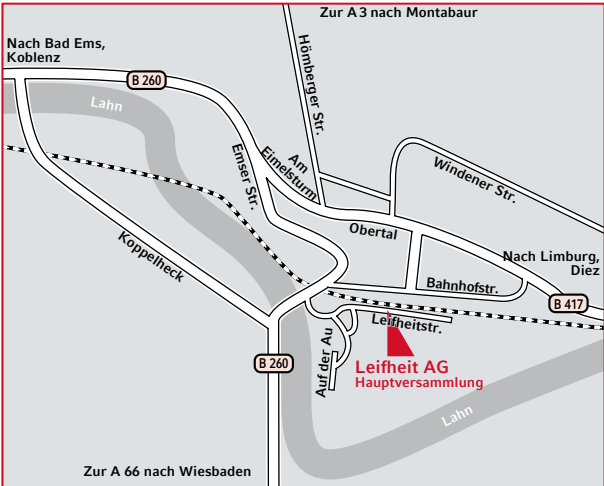 Zur A 3 nach Montabaur
Nach Bad Ems,
Koblenz
B 260
Hömberger Str.
Lahn
Am
Eimelsturm
Emser Str.
Windener Str.
Obertal
Koppelheck
Nach Limburg,
Diez
Bahnhofstr.
B 417
Leifheitstr.
Auf der Au
B 260
Leifheit AG
Hauptversammlung
Lahn
Zur A 66 nach Wiesbaden